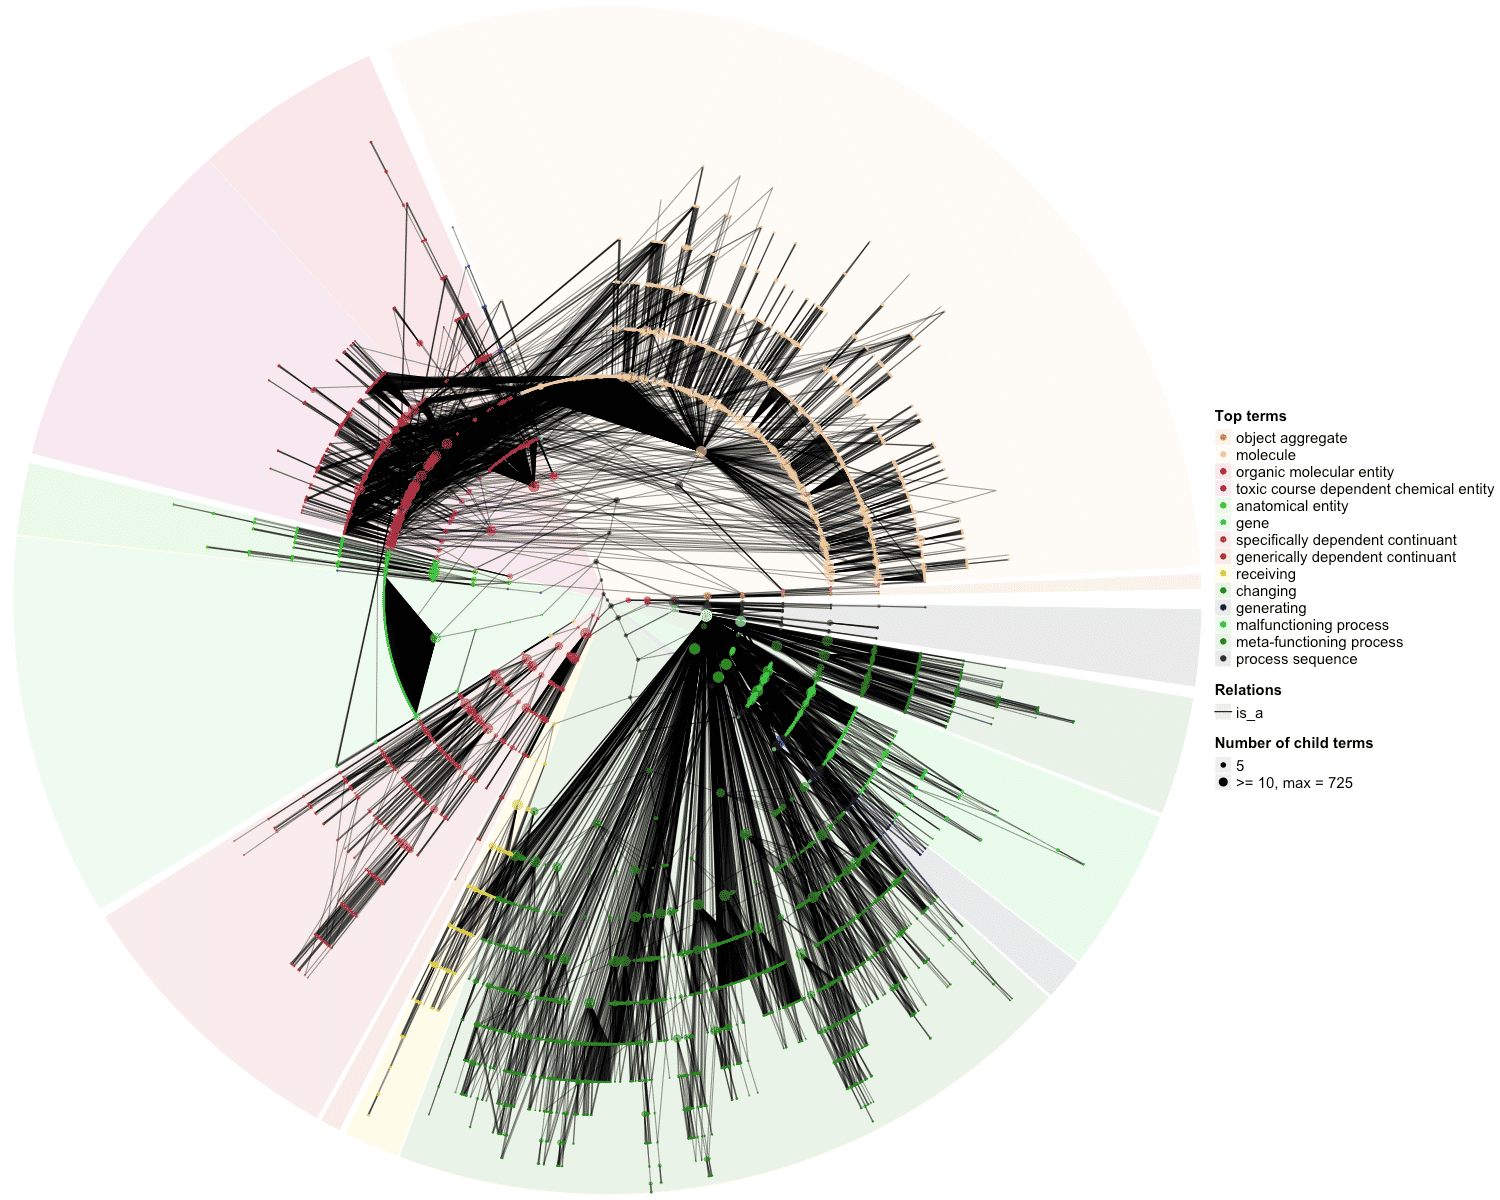 Top terms
object aggregate
molecule
organic molecular entity
toxic course dependent chemical entity
anatomical entity
gene
specifically dependent continuant
generically dependent continuant
receiving
changing
generating
malfunctioning process
meta-functioning process
process sequence
Relations
is_a
Number of child terms
5
>= 10, max = 725